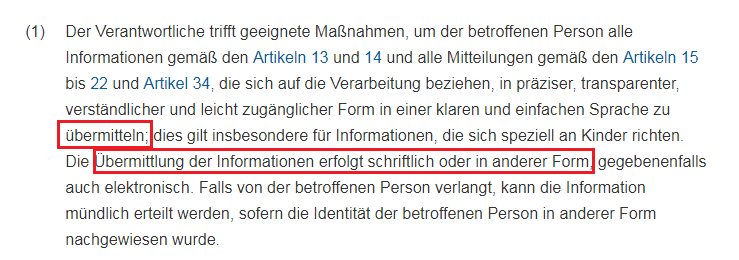 (1) Der Verantwortliche trifft geeignete Maßnahmen, um der betroffenen Person alle
Informationen gemäß den Artikeln 13 und 14 und alle Mitteilungen gemäß den Artikeln 15
bis 22 und Artikel 34, die sich auf die Verarbeitung beziehen, in präziser, transparenter,
verständlicher und leicht zugänglicher Form in einer klaren und einfachen Sprache zu
übermitteln; dies gilt insbesondere für Informationen, die sich speziell an Kinder richten.
Die Übermittlung der Informationen erfolgt schriftlich oder in anderer Form, gegebenenfalls
auch elektronisch. Falls von der betroffenen Person verlangt, kann die Information
mündlich erteilt werden, sofern die Identität der betroffenen Person in anderer Form
nachgewiesen wurde.